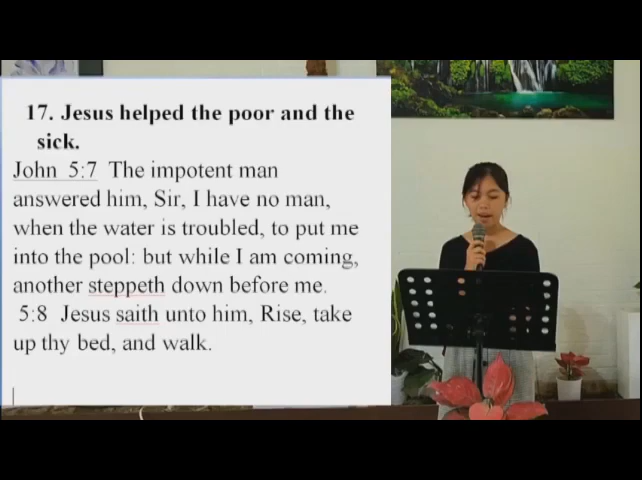 17. Jesus helped the poor and the
sick.
John 5:7 The impotent man
answered him, Sir, I have no man,
when the water is troubled, to put me
into the pool: but while I am coming,
another steppeth down before me.
5:8 Jesus saith unto him, Rise, take
up thy bed, and walk.